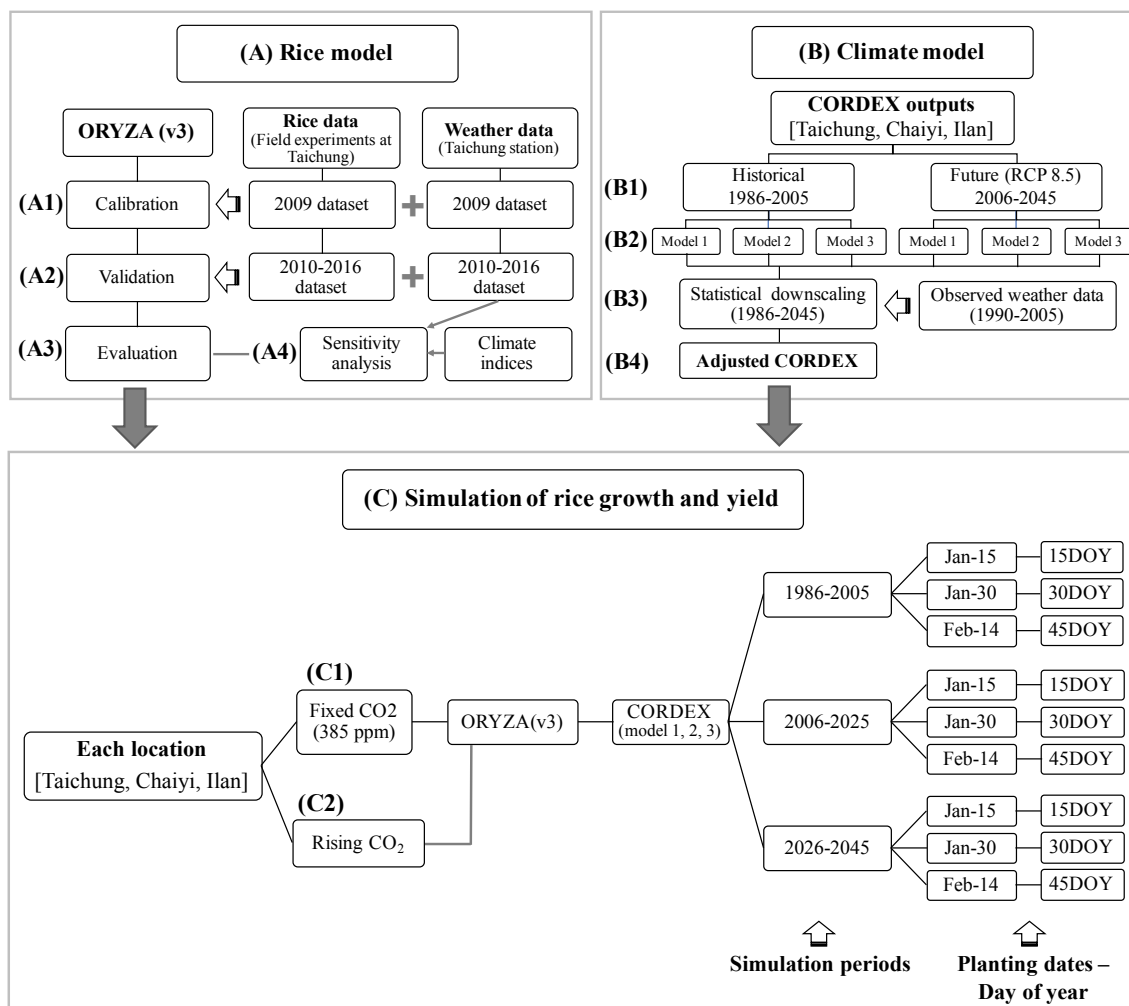 (A) Rice model
ORYZA (v3)
Rice data
(Field experiments at
Taichung)
Weather data
(Taichung station)
(A1)
Calibration
2009 dataset
+
2009 dataset
(A2)
Validation
2010-2016
dataset
+
2010-2016
dataset
(A3)
Evaluation
(A4)
Sensitivity
analysis
Climate
indices
(B) Climate model
CORDEX outputs
[Taichung, Chaiyi, Ilan]
(B1)
Historical
1986-2005
Future (RCP 8.5)
2006-2045
(B2)
Model 1
Model 2
Model 3
Model 1
Model 2
Model 3
(B3)
Statistical downscaling
(1986-2045)
Observed weather data
(1990-2005)
(B4)
Adjusted CORDEX
(C) Simulation of rice growth and yield
Each location
[Taichung, Chaiyi, Ilan]
(C1)
Fixed CO2
(385 ppm)
(C2)
Rising CO₂
ORYZA(v3)
CORDEX
(model 1, 2, 3)
1986-2005
Jan-15
15DOY
Jan-30
30DOY
Feb-14
45DOY
2006-2025
Jan-15
15DOY
Jan-30
30DOY
Feb-14
45DOY
2026-2045
Jan-15
15DOY
Jan-30
30DOY
Feb-14
45DOY
Simulation periods
Planting dates –
Day of year